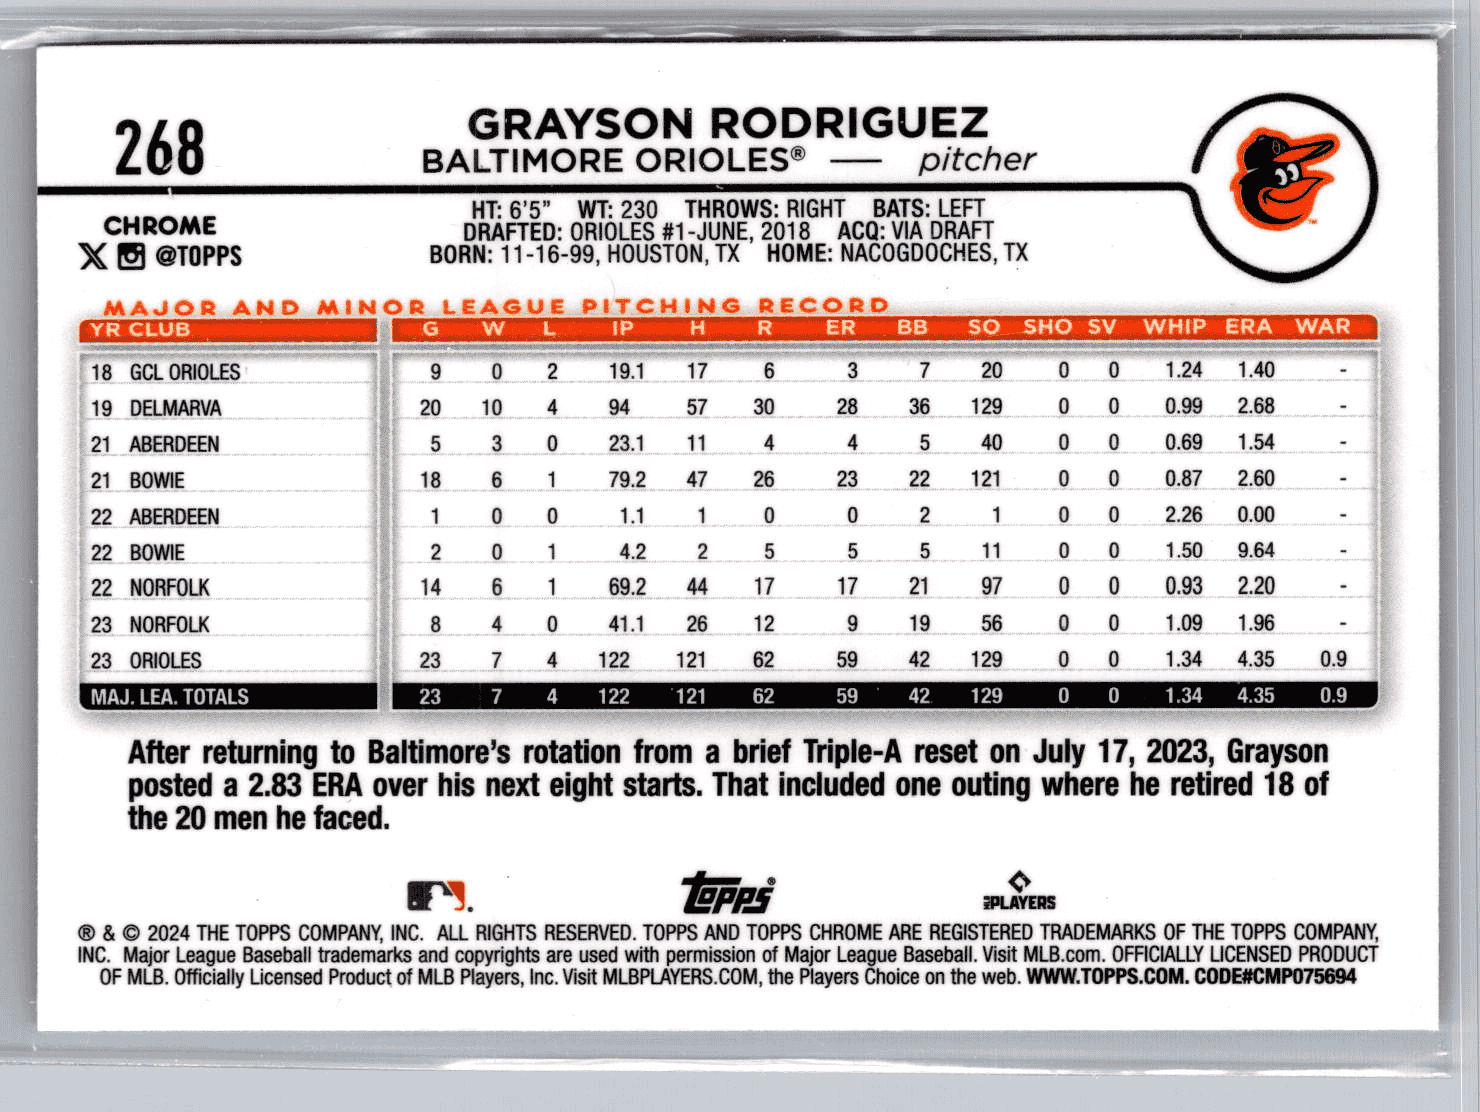 268
GRAYSON RODRIGUEZ
BALTIMORE ORIOLES® — pitcher
CHROME
@TOPPS
HT: 6'5" WT: 230 THROWS: RIGHT BATS: LEFT
DRAFTED: ORIOLES #1-JUNE, 2018 ACQ: VIA DRAFT
BORN: 11-16-99, HOUSTON, TX HOME: NACOGDOCHES, TX
MAJOR AND MINOR LEAGUE PITCHING RECORD
YR CLUB G W L IP H R ER BB SO SHO SV WHIP ERA WAR
18 GCL ORIOLES 9 0 2 19.1 17 6 3 7 20 0 0 1.24 1.40 -
19 DELMARVA 20 10 4 94 57 30 28 36 129 0 0 0.99 2.68 -
21 ABERDEEN 5 3 0 23.1 11 4 4 5 40 0 0 0.69 1.54 -
21 BOWIE 18 6 1 79.2 47 26 23 22 121 0 0 0.87 2.60 -
22 ABERDEEN 1 0 0 1.1 1 0 0 2 1 0 0 2.26 0.00 -
22 BOWIE 2 0 1 4.2 2 5 5 5 11 0 0 1.50 9.64 -
22 NORFOLK 14 6 1 69.2 44 17 17 21 97 0 0 0.93 2.20 -
23 NORFOLK 8 4 0 41.1 26 12 9 19 56 0 0 1.09 1.96 -
23 ORIOLES 23 7 4 122 121 62 59 42 129 0 0 1.34 4.35 0.9
MAJ. LEA. TOTALS 23 7 4 122 121 62 59 42 129 0 0 1.34 4.35 0.9
After returning to Baltimore's rotation from a brief Triple-A reset on July 17, 2023, Grayson
posted a 2.83 ERA over his next eight starts. That included one outing where he retired 18 of
the 20 men he faced.
Topps®
MLB PLAYERS
® & © 2024 THE TOPPS COMPANY, INC. ALL RIGHTS RESERVED. TOPPS AND TOPPS CHROME ARE REGISTERED TRADEMARKS OF THE TOPPS COMPANY,
INC. Major League Baseball trademarks and copyrights are used with permission of Major League Baseball. Visit MLB.com. OFFICIALLY LICENSED PRODUCT
OF MLB. Officially Licensed Product of MLB Players, Inc. Visit MLBPLAYERS.COM, the Players Choice on the web. WWW.TOPPS.COM. CODE#CMP075694